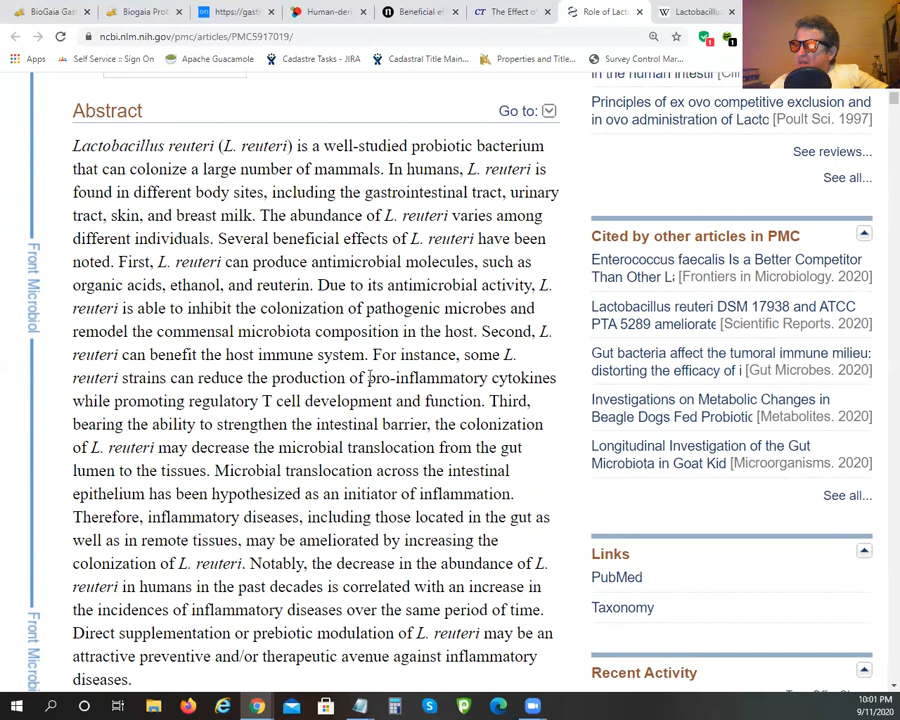 BioGaia Gast
Biogaia Prob
https://gastr
Human-deri
Beneficial ef
The Effect o
Role of Lact
Lactobacillus
ncbi.nlm.nih.gov/pmc/articles/PMC5917019/
Apps
Self Service :: Sign On
Apache Guacamole
Cadastre Tasks - JIRA
Cadastral Title Main...
Properties and Title...
Survey Control Mar...
Abstract
Go to:
Lactobacillus reuteri (L. reuteri) is a well-studied probiotic bacterium
that can colonize a large number of mammals. In humans, L. reuteri is
found in different body sites, including the gastrointestinal tract, urinary
tract, skin, and breast milk. The abundance of L. reuteri varies among
different individuals. Several beneficial effects of L. reuteri have been
noted. First, L. reuteri can produce antimicrobial molecules, such as
organic acids, ethanol, and reuterin. Due to its antimicrobial activity, L.
reuteri is able to inhibit the colonization of pathogenic microbes and
remodel the commensal microbiota composition in the host. Second, L.
reuteri can benefit the host immune system. For instance, some L.
reuteri strains can reduce the production of pro-inflammatory cytokines
while promoting regulatory T cell development and function. Third,
bearing the ability to strengthen the intestinal barrier, the colonization
of L. reuteri may decrease the microbial translocation from the gut
lumen to the tissues. Microbial translocation across the intestinal
epithelium has been hypothesized as an initiator of inflammation.
Therefore, inflammatory diseases, including those located in the gut as
well as in remote tissues, may be ameliorated by increasing the
colonization of L. reuteri. Notably, the decrease in the abundance of L.
reuteri in humans in the past decades is correlated with an increase in
the incidences of inflammatory diseases over the same period of time.
Direct supplementation or prebiotic modulation of L. reuteri may be an
attractive preventive and/or therapeutic avenue against inflammatory
diseases.
Front Microbiol
Front Microbiol
in the human intesti
Principles of ex ovo competitive exclusion and
in ovo administration of Lacto [Poult Sci. 1997]
See reviews...
See all...
Cited by other articles in PMC
Enterococcus faecalis Is a Better Competitor
Than Other L: [Frontiers in Microbiology. 2020]
Lactobacillus reuteri DSM 17938 and ATCC
PTA 5289 ameliorate [Scientific Reports. 2020]
Gut bacteria affect the tumoral immune milieu:
distorting the efficacy of i [Gut Microbes. 2020]
Investigations on Metabolic Changes in
Beagle Dogs Fed Probiotic [Metabolites. 2020]
Longitudinal Investigation of the Gut
Microbiota in Goat Kid [Microorganisms. 2020]
See all...
Links
PubMed
Taxonomy
Recent Activity
10:01 PM
9/11/2020